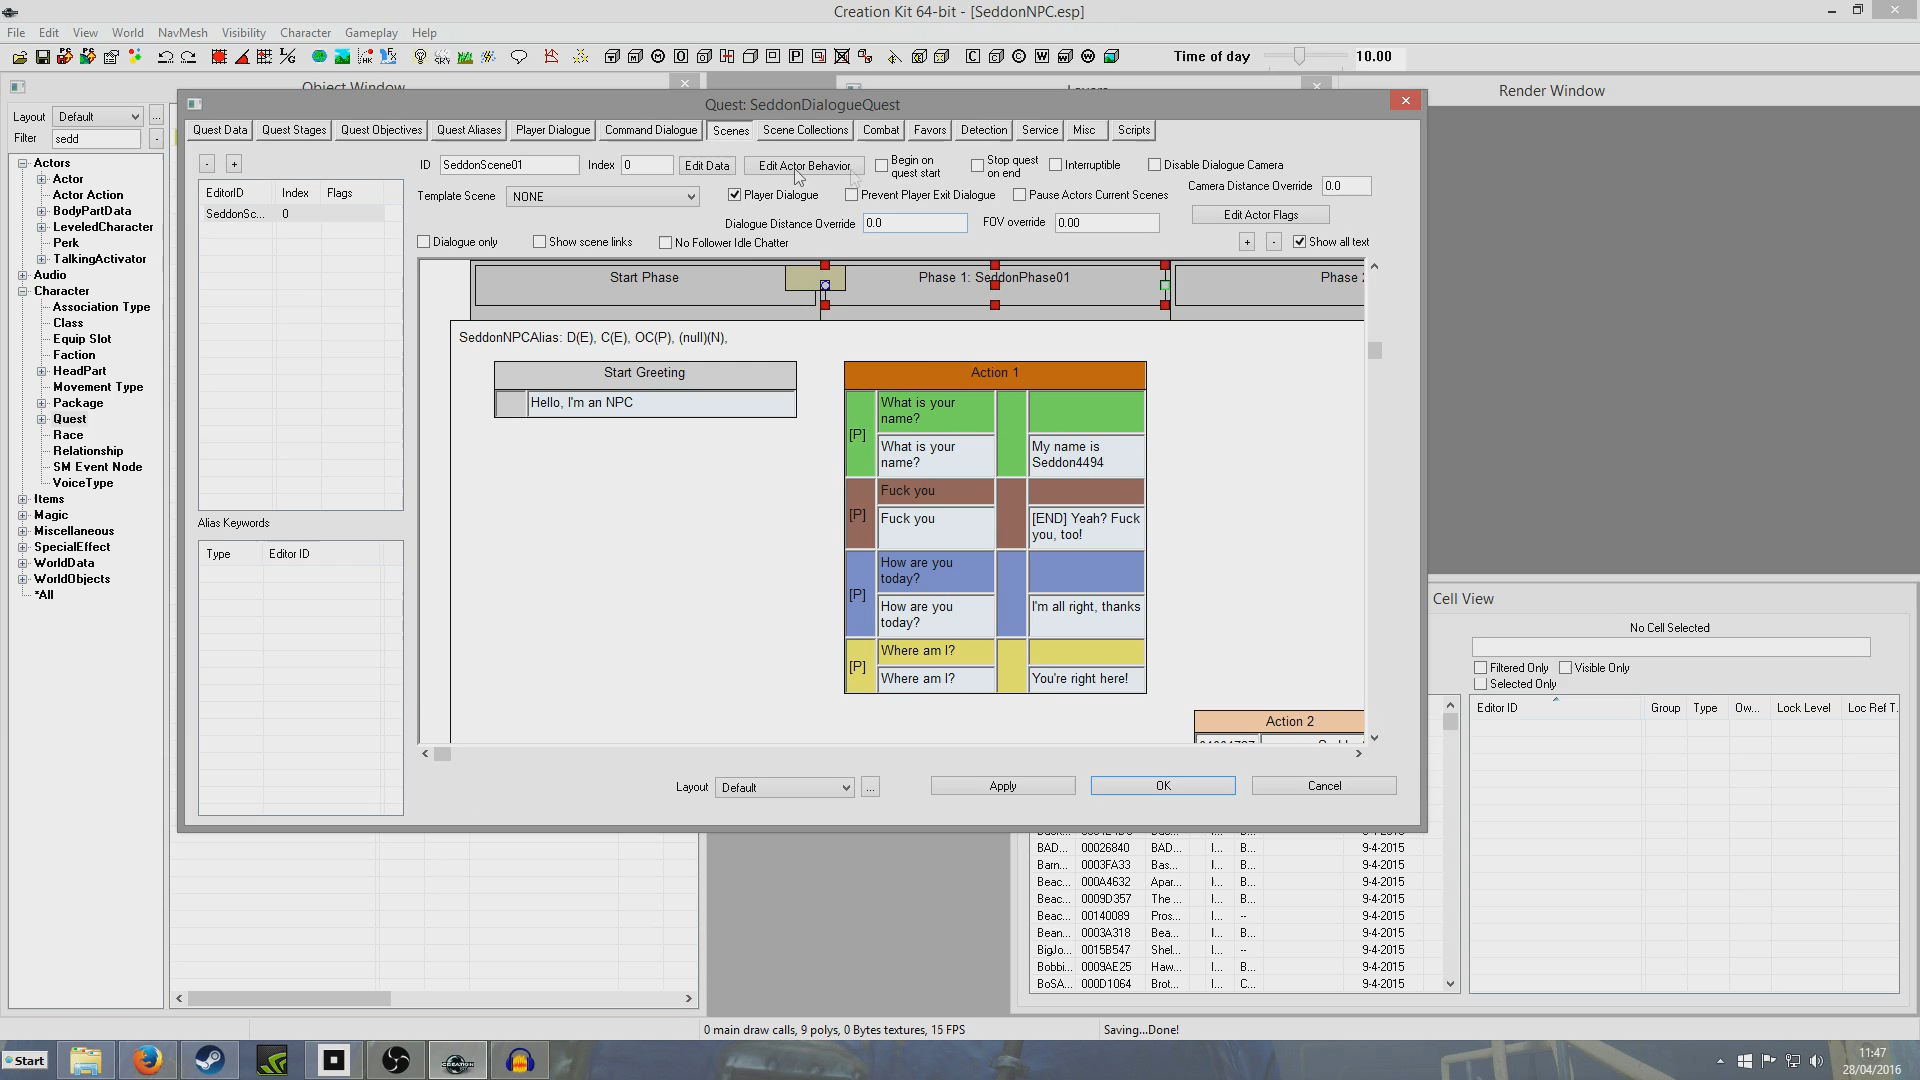 Creation Kit 64-bit - [SeddonNPC.esp]
File Edit View World NavMesh Visibility Character Gameplay Help
Time of day 10.00
Object Window
Render Window
Layout Default ...
Filter sedd -
Actors
Actor
Actor Action
BodyPartData
LeveledCharacter
Perk
TalkingActivator
Audio
Character
Association Type
Class
Equip Slot
Faction
HeadPart
Movement Type
Package
Quest
Race
Relationship
SM Event Node
VoiceType
Items
Magic
Miscellaneous
SpecialEffect
WorldData
WorldObjects
*All
Quest: SeddonDialogueQuest
Quest Data Quest Stages Quest Objectives Quest Aliases Player Dialogue Command Dialogue Scenes Scene Collections Combat Favors Detection Service Misc Scripts
- +
EditorID Index Flags
SeddonSc... 0
Alias Keywords
Type Editor ID
ID SeddonScene01 Index 0 Edit Data Edit Actor Behavior
Begin on quest start
Stop quest on end
Interruptible
Disable Dialogue Camera
Template Scene NONE
Player Dialogue
Prevent Player Exit Dialogue
Pause Actors Current Scenes
Camera Distance Override 0.0
Dialogue Distance Override 0.0 FOV override 0.00 Edit Actor Flags
Dialogue only Show scene links No Follower Idle Chatter + - Show all text
Start Phase
Phase 1: SeddonPhase01
Phase
SeddonNPCAlias: D(E), C(E), OC(P), (null)(N),
Start Greeting
Hello, I'm an NPC
Action 1
[P]
What is your name?
What is your name?
My name is Seddon4494
[P]
Fuck you
Fuck you
[END] Yeah? Fuck you, too!
[P]
How are you today?
How are you today?
I'm all right, thanks
[P]
Where am I?
Where am I?
You're right here!
Action 2
Layout Default ... Apply OK Cancel
Cell View
No Cell Selected
Filtered Only Visible Only
Selected Only
Editor ID Group Type Ow... Lock Level Loc Ref T.
BAD... 00026840 BAD... I... B... 9-4-2015
Barn... 0003FA33 Bas... I... B... 9-4-2015
Beac... 000A4632 Apar... I... B... 9-4-2015
Beac... 0009D357 The ... I... B... 9-4-2015
Beac... 00140089 Pros... I... -- 9-4-2015
Bean... 0003A318 Bea... I... B... 9-4-2015
BigJo... 0015B547 Shel... I... -- 9-4-2015
Bobbi... 0009AE25 Haw... I... B... 9-4-2015
BoSA... 000D1064 Brot... I... C... 9-4-2015
0 main draw calls, 9 polys, 0 Bytes textures, 15 FPS
Saving...Done!
Start
11:47
28/04/2016